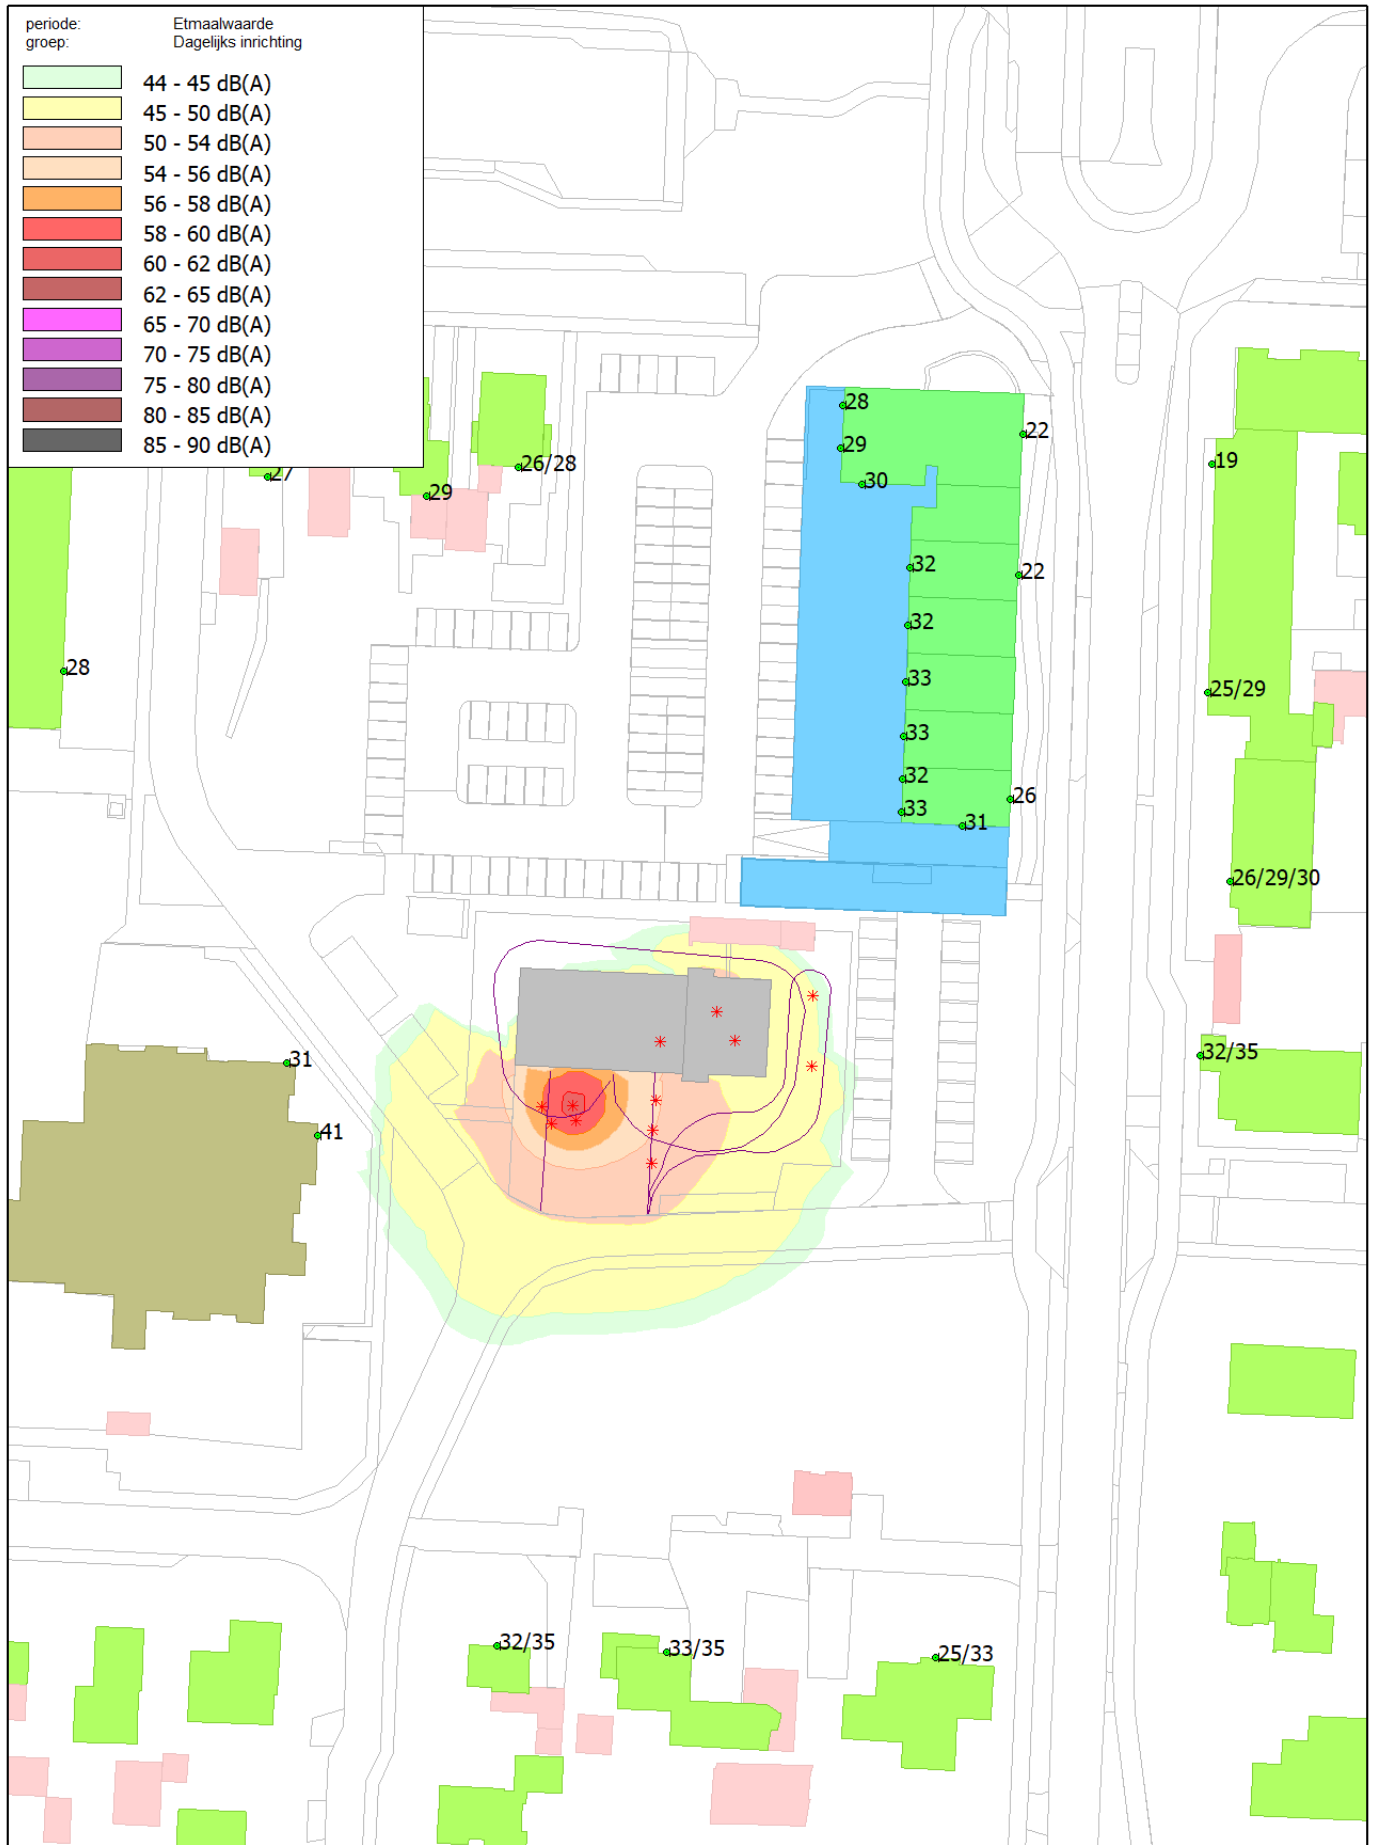 periode: Etmaalwaarde
groep: Dagelijks inrichting
44 - 45 dB(A)
45 - 50 dB(A)
50 - 54 dB(A)
54 - 56 dB(A)
56 - 58 dB(A)
58 - 60 dB(A)
60 - 62 dB(A)
62 - 65 dB(A)
65 - 70 dB(A)
70 - 75 dB(A)
75 - 80 dB(A)
80 - 85 dB(A)
85 - 90 dB(A)
28
22
29
19
26/28
27
30
29
32
22
32
28
33
25/29
33
32
26
33
31
26/29/30
32/35
31
41
32/35
33/35
25/33